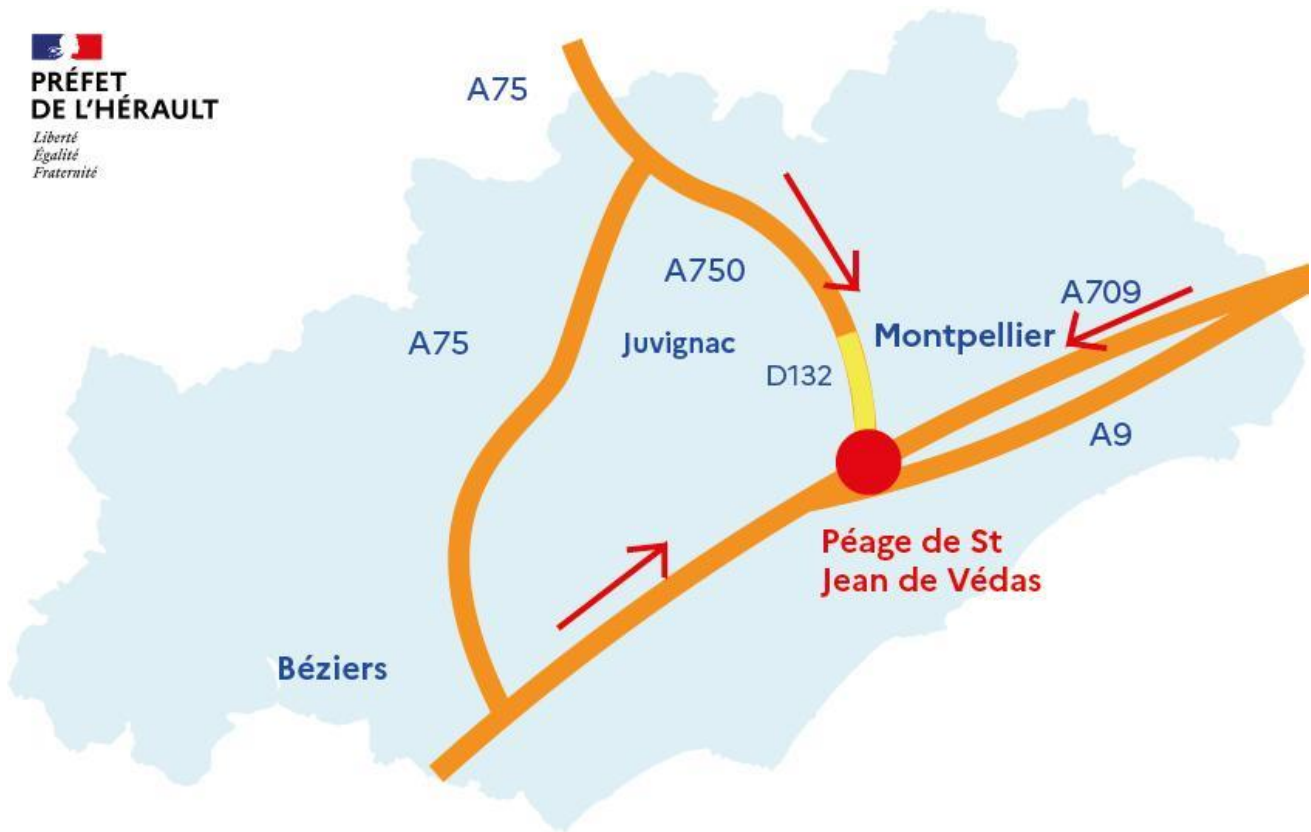 PRÉFET
DE L'HÉRAULT
Liberté
Égalité
Fraternité
A75
A750
A709
A75
Juvignac
Montpellier
D132
A9
Péage de St
Jean de Védas
Béziers